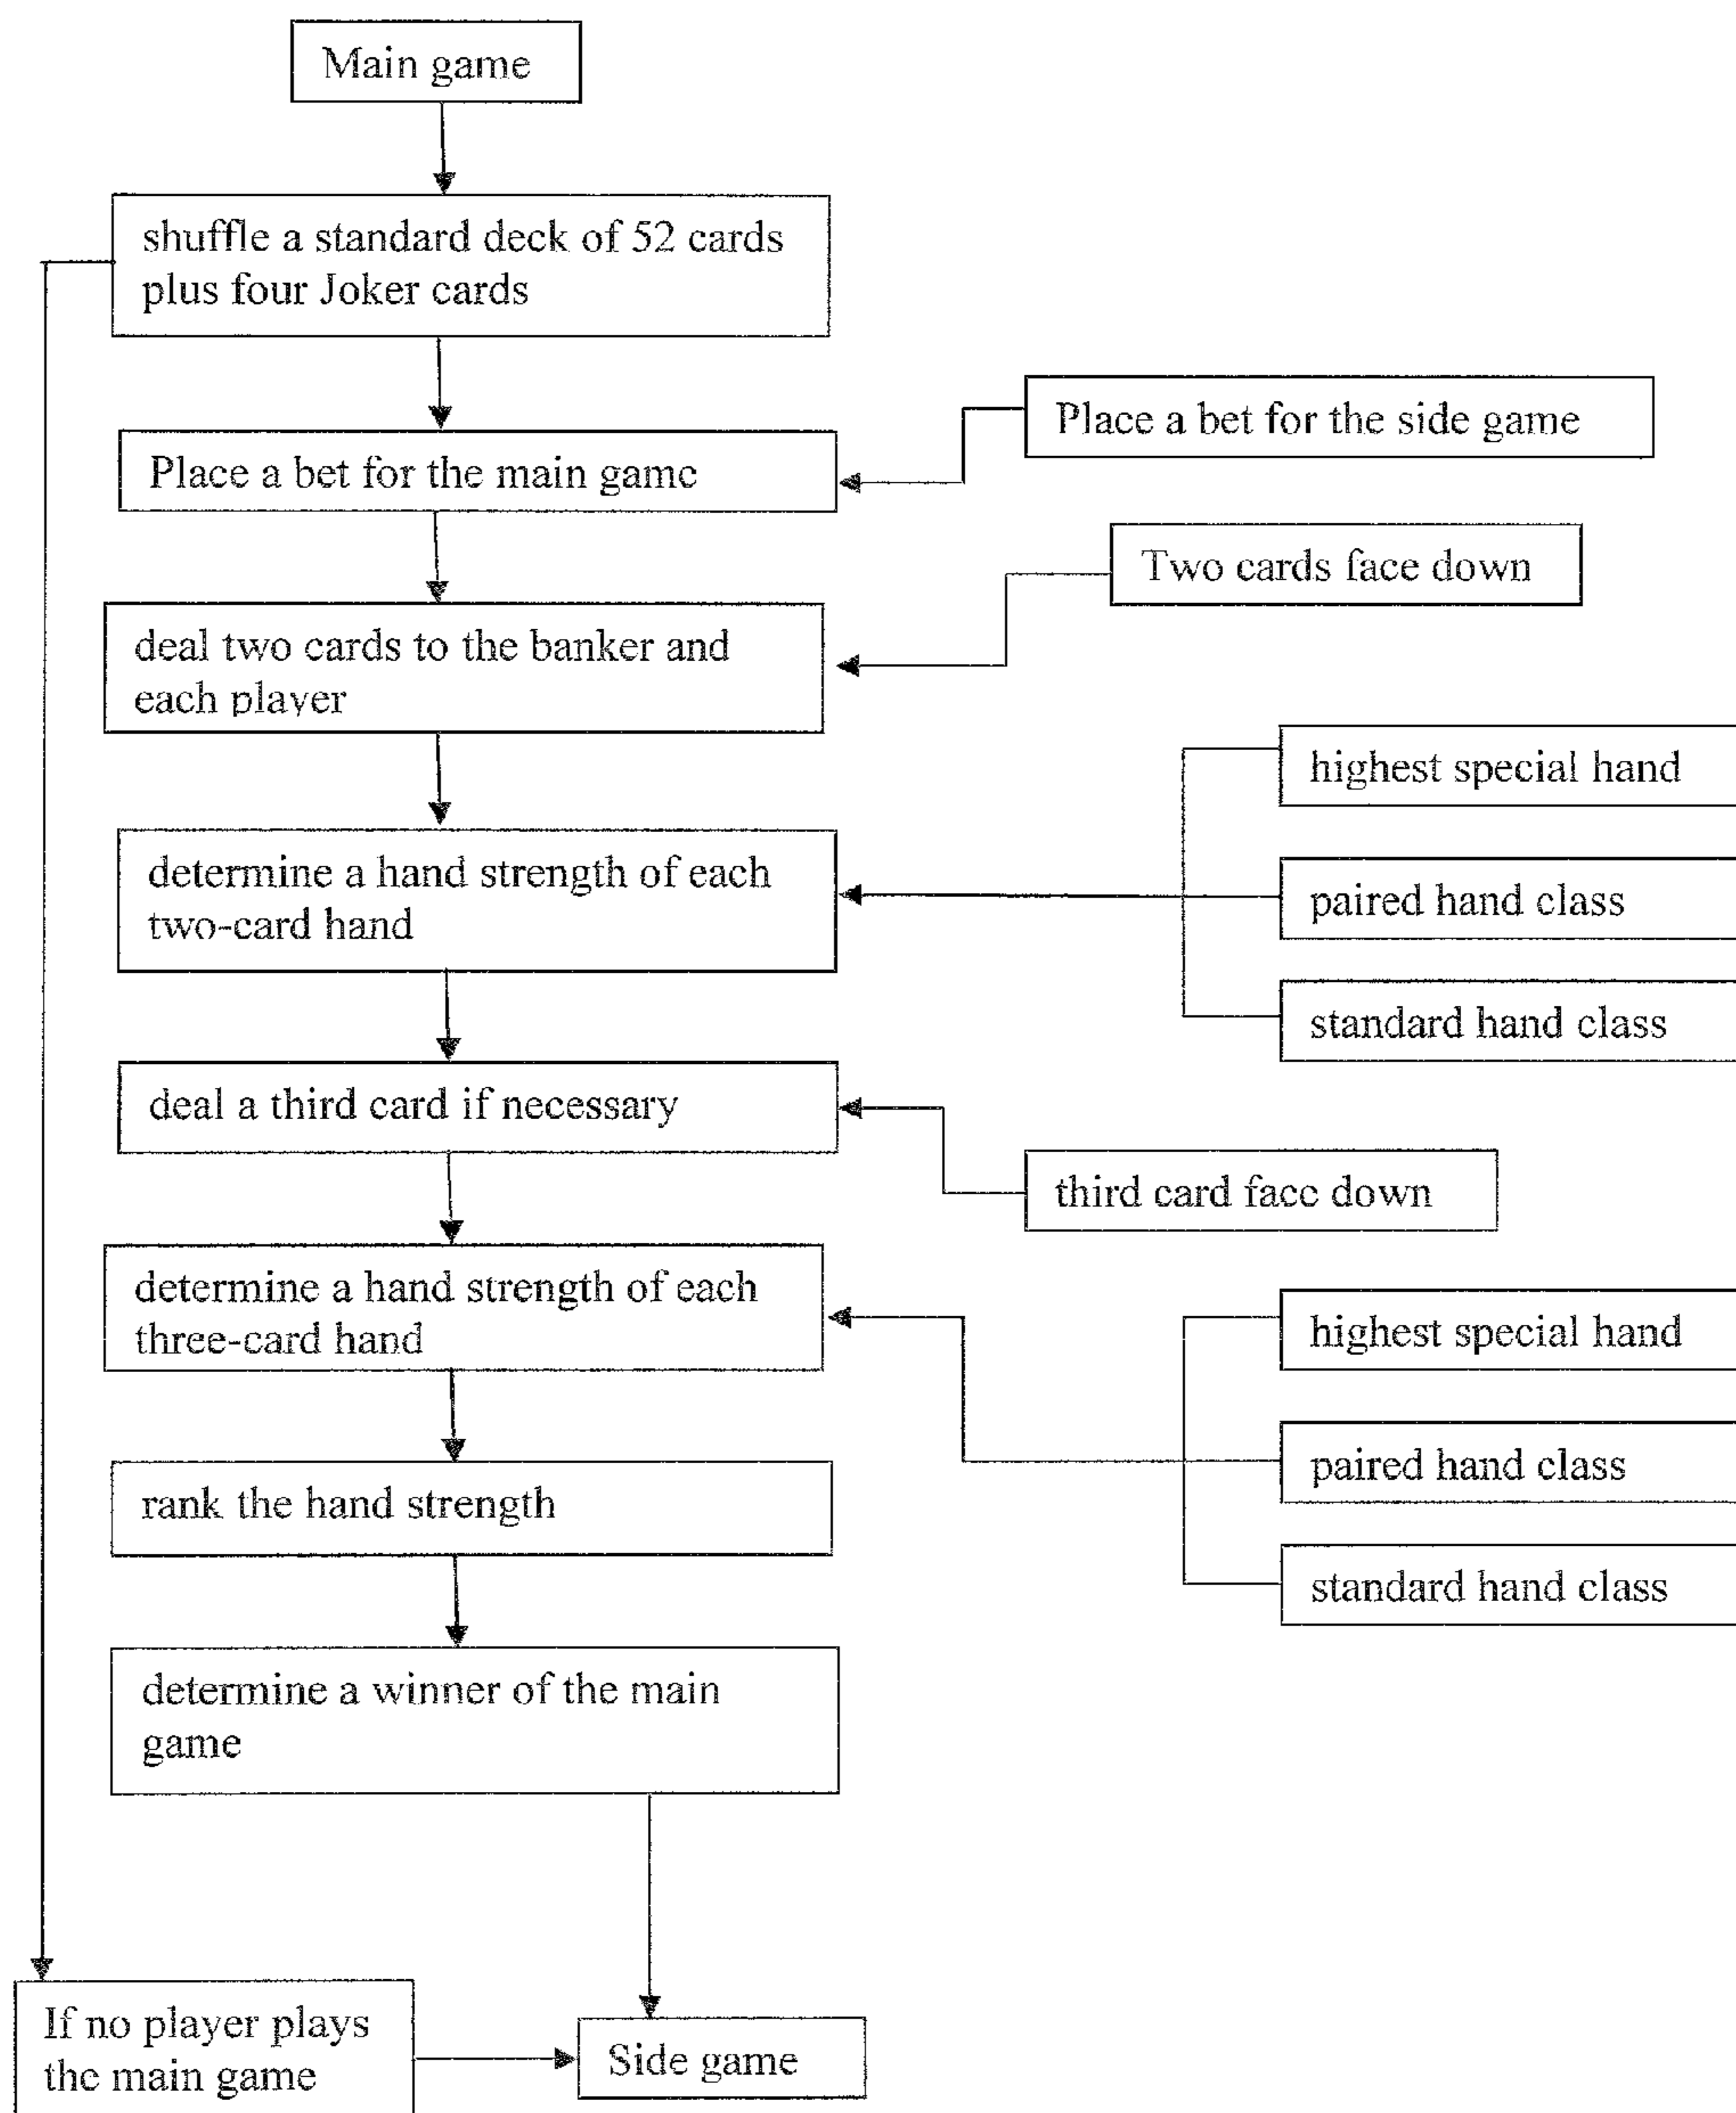 Main game
shuffle a standard deck of 52 cards
plus four Joker cards
Place a bet for the side game
Place a bet for the main game
Two cards face down
deal two cards to the banker and
each player
highest special hand
determine a hand strength of each
two-card hand
paired hand class
standard hand class
deal a third card if necessary
third card face down
determine a hand strength of each
three-card hand
highest special hand
paired hand class
rank the hand strength
standard hand class
determine a winner of the main
game
If no player plays
the main game
Side game